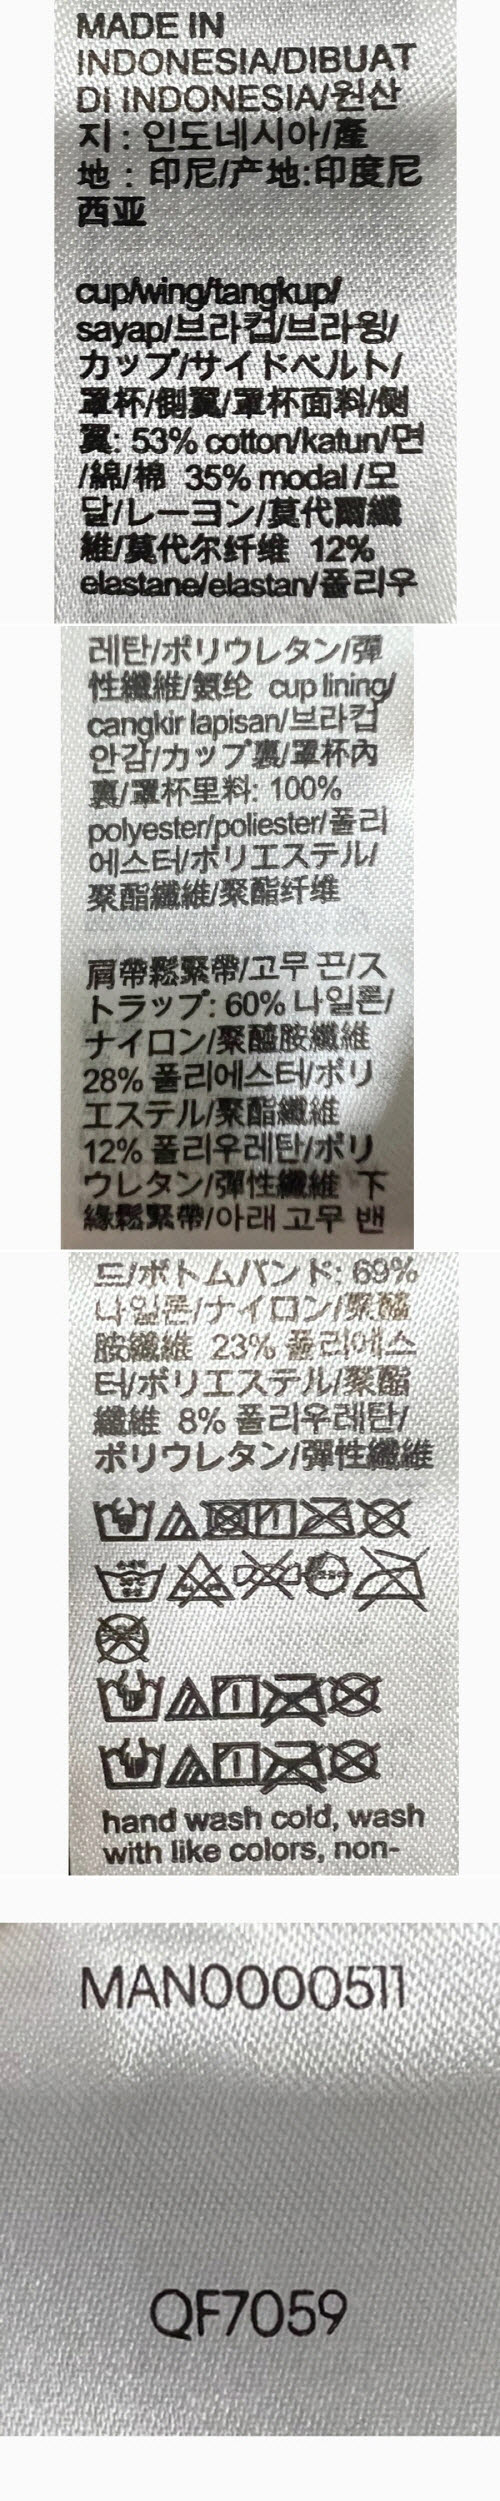 MADE IN
INDONESIA/DIBUAT
DI INDONESIA/원산
지 : 인도네시아/產
地 : 印尼/产地:印度尼
西亚
cup/wing/tangkup/
sayap/브라컵/브라윙/
カップ/サイドベルト/
罩杯/側翼/罩杯面料/侧
翼: 53% cotton/katun/면
/綿/棉 35% modal /모
달/レーヨン/莫代爾纖
維/莫代尔纤维 12%
elastane/elastan/폴리우
레탄/ポリウレタン/彈
性纖維/氨纶 cup lining/
cangkir lapisan/브라컵
안감/カップ裏/罩杯內
裏/罩杯里料: 100%
polyester/poliester/폴리
에스터/ポリエステル/
聚酯纖維/聚酯纤维
肩帶鬆緊帶/고무 끈/ス
トラップ: 60% 나일론/
ナイロン/聚醯胺纖維
28% 폴리에스터/ポリ
エステル/聚酯纖維
12% 폴리우레탄/ポリ
ウレタン/彈性纖維 下
緣鬆緊帶/아래 고무 밴
드/ボトムバンド: 69%
나일론/ナイロン/聚醯
胺纖維 23% 폴리에스
터/ポリエステル/聚酯
纖維 8% 폴리우레탄/
ポリウレタン/彈性纖維
hand wash cold, wash
with like colors, non-
MAN0000511
QF7059